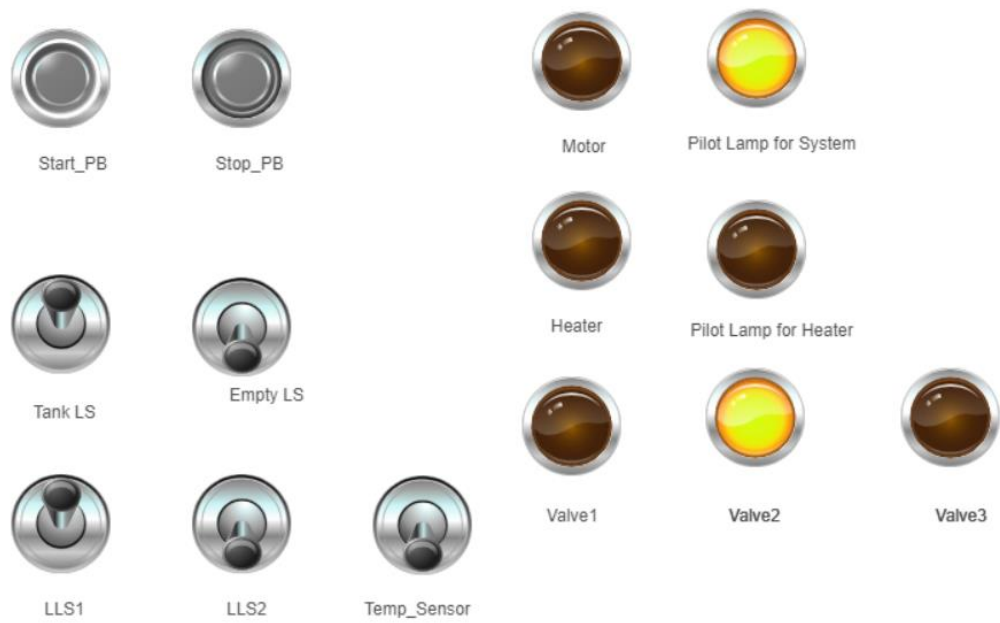 Start_PB
Stop_PB
Motor
Pilot Lamp for System
Heater
Pilot Lamp for Heater
Tank LS
Empty LS
Valve1
Valve2
Valve3
LLS1
LLS2
Temp_Sensor